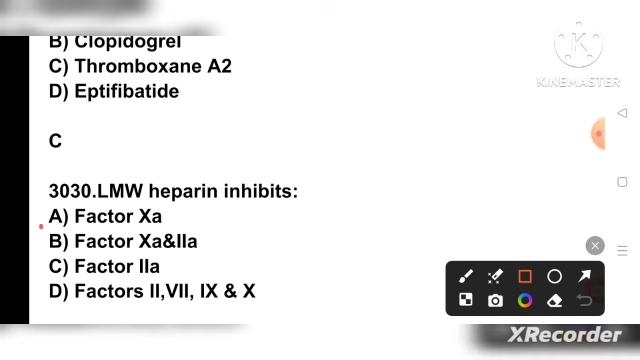 B) Clopidogrel
C) Thromboxane A2
D) Eptifibatide
C
3030.LMW heparin inhibits:
A) Factor Xa
B) Factor Xa&IIa
C) Factor IIa
D) Factors II,VII, IX & X
K
KINEMASTER
XRecorder